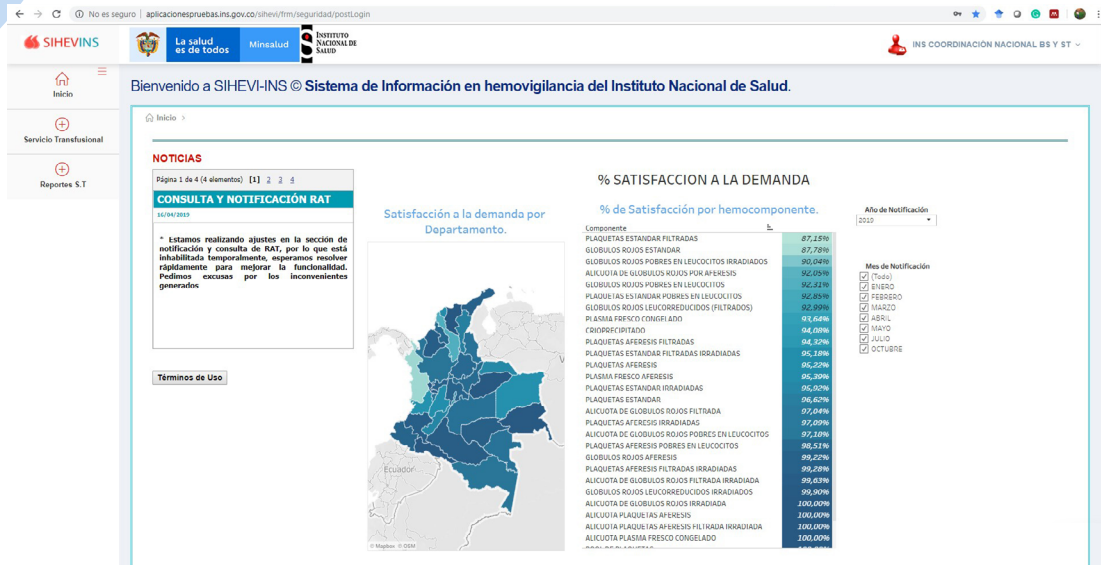 No es seguro | aplicacionespruebas.ins.gov.co/sihevi/frm/seguridad/postLogin
SIHEVINS
La salud
es de todos
Minsalud
INSTITUTO
NACIONAL DE
SALUD
INS COORDINACIÓN NACIONAL BS Y ST
Inicio
Servicio Transfusional
Reportes S.T
Bienvenido a SIHEVI-INS © Sistema de Información en hemovigilancia del Instituto Nacional de Salud.
Inicio >
NOTICIAS
Página 1 de 4 (4 elementos) [1] 2 3 4
CONSULTA Y NOTIFICACIÓN RAT
16/04/2019
* Estamos realizando ajustes en la sección de
notificación y consulta de RAT, por lo que está
inhabilitada temporalmente, esperamos resolver
rápidamente para mejorar la funcionalidad.
Pedimos excusas por los inconvenientes
generados
Términos de Uso
% SATISFACCION A LA DEMANDA
Satisfacción a la demanda por
Departamento.
Ecuador
© Mapbox © OSM
% de Satisfacción por hemocomponente.
Componente
PLAQUETAS ESTANDAR FILTRADAS 87,15%
GLOBULOS ROJOS ESTANDAR 87,78%
GLOBULOS ROJOS POBRES EN LEUCOCITOS IRRADIADOS 90,04%
ALICUOTA DE GLOBULOS ROJOS POR AFERESIS 92,05%
GLOBULOS ROJOS POBRES EN LEUCOCITOS 92,31%
PLAQUETAS ESTANDAR POBRES EN LEUCOCITOS 92,85%
GLOBULOS ROJOS LEUCORREDUCIDOS (FILTRADOS) 92,99%
PLASMA FRESCO CONGELADO 93,64%
CRIOPRECIPITADO 94,08%
PLAQUETAS AFERESIS FILTRADAS 94,32%
PLAQUETAS ESTANDAR FILTRADAS IRRADIADAS 95,18%
PLAQUETAS AFERESIS 95,22%
PLASMA FRESCO AFERESIS 95,39%
PLAQUETAS ESTANDAR IRRADIADAS 95,92%
PLAQUETAS ESTANDAR 96,62%
ALICUOTA DE GLOBULOS ROJOS FILTRADA 97,04%
PLAQUETAS AFERESIS IRRADIADAS 97,09%
ALICUOTA DE GLOBULOS ROJOS POBRES EN LEUCOCITOS 97,10%
PLAQUETAS AFERESIS POBRES EN LEUCOCITOS 98,51%
GLOBULOS ROJOS AFERESIS 99,22%
PLAQUETAS AFERESIS FILTRADAS IRRADIADAS 99,28%
ALICUOTA DE GLOBULOS ROJOS FILTRADA IRRADIADA 99,63%
GLOBULOS ROJOS LEUCORREDUCIDOS IRRADIADOS 99,90%
ALICUOTA DE GLOBULOS ROJOS IRRADIADA 100,00%
ALICUOTA PLAQUETAS AFERESIS 100,00%
ALICUOTA PLAQUETAS AFERESIS FILTRADA IRRADIADA 100,00%
ALICUOTA PLASMA FRESCO CONGELADO 100,00%
Año de Notificación
Mes de Notificación
(Todo)
ENERO
FEBRERO
MARZO
ABRIL
MAYO
JULIO
OCTUBRE